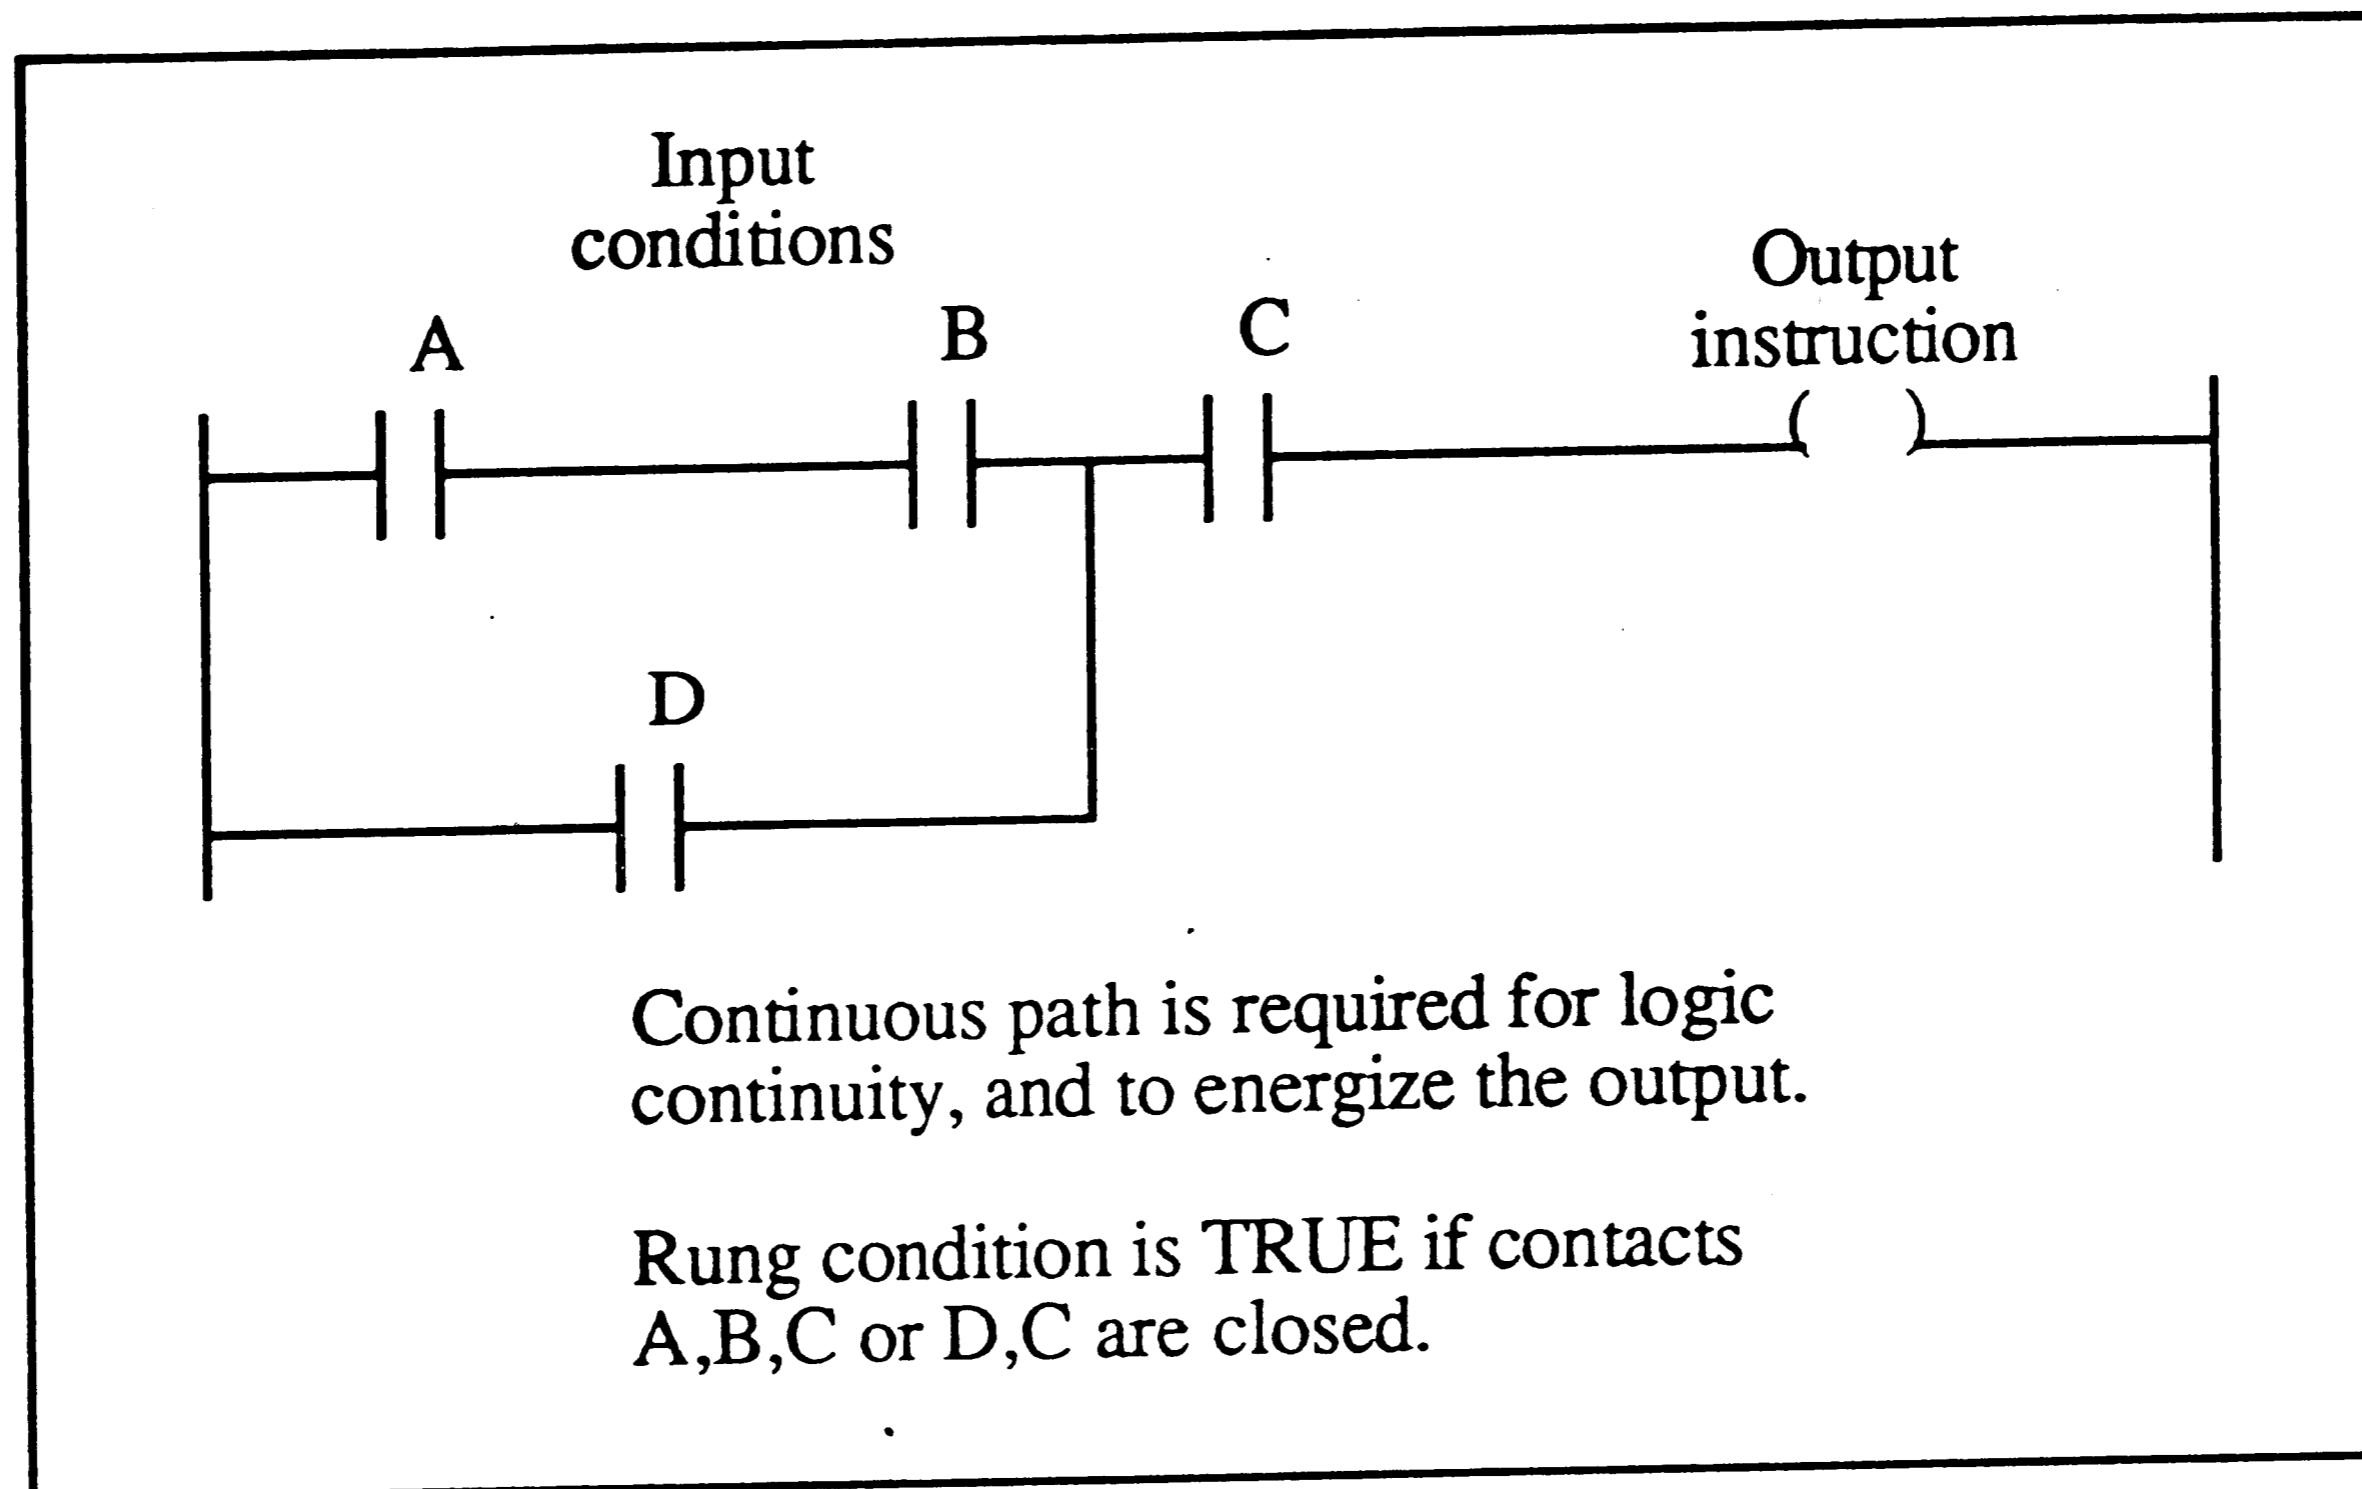 Input
conditions
Output
instruction
A
B
C
D
Continuous path is required for logic
continuity, and to energize the output.
Rung condition is TRUE if contacts
A,B,C or D,C are closed.